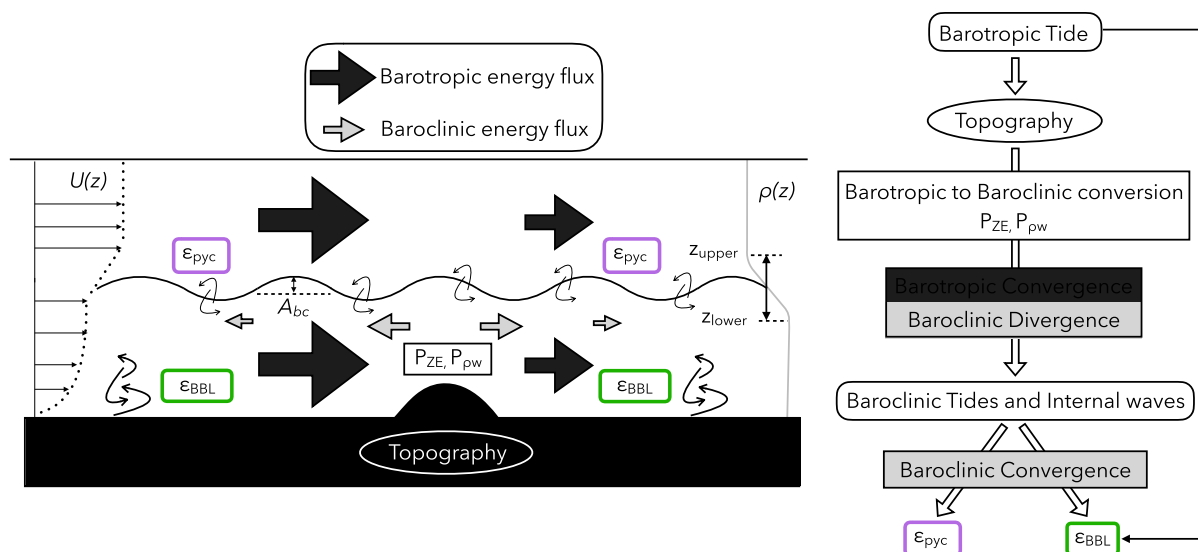 Barotropic energy flux
Baroclinic energy flux
U(z)
ρ(z)
εpyc
εpyc
zupper
Abc
zlower
PZE, Pρw
εBBL
εBBL
Topography
Barotropic Tide
Topography
Barotropic to Baroclinic conversion
PZE, Pρw
Barotropic Convergence
Baroclinic Divergence
Baroclinic Tides and Internal waves
Baroclinic Convergence
εpyc
εBBL